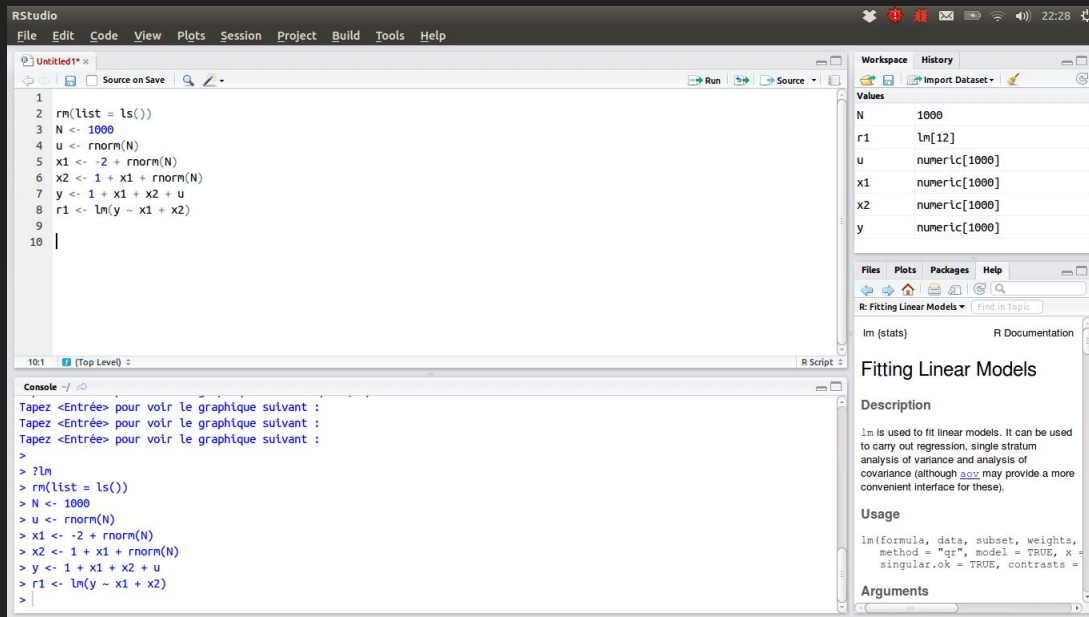 RStudio
22:28
File Edit Code View Plots Session Project Build Tools Help
Untitled1*
Source on Save
Run Source
1
2 rm(list = ls())
3 N <- 1000
4 u <- rnorm(N)
5 x1 <- -2 + rnorm(N)
6 x2 <- 1 + x1 + rnorm(N)
7 y <- 1 + x1 + x2 + u
8 r1 <- lm(y ~ x1 + x2)
9
10
10:1 (Top Level) R Script
Console ~/
Tapez <Entrée> pour voir le graphique suivant :
Tapez <Entrée> pour voir le graphique suivant :
Tapez <Entrée> pour voir le graphique suivant :
>
> ?lm
> rm(list = ls())
> N <- 1000
> u <- rnorm(N)
> x1 <- -2 + rnorm(N)
> x2 <- 1 + x1 + rnorm(N)
> y <- 1 + x1 + x2 + u
> r1 <- lm(y ~ x1 + x2)
>
Workspace History
Import Dataset
Values
N 1000
r1 lm[12]
u numeric[1000]
x1 numeric[1000]
x2 numeric[1000]
y numeric[1000]
Files Plots Packages Help
R: Fitting Linear Models Find in Topic
lm {stats} R Documentation
Fitting Linear Models
Description
lm is used to fit linear models. It can be used
to carry out regression, single stratum
analysis of variance and analysis of
covariance (although aov may provide a more
convenient interface for these).
Usage
lm(formula, data, subset, weights,
method = "qr", model = TRUE, x =
singular.ok = TRUE, contrasts =
Arguments